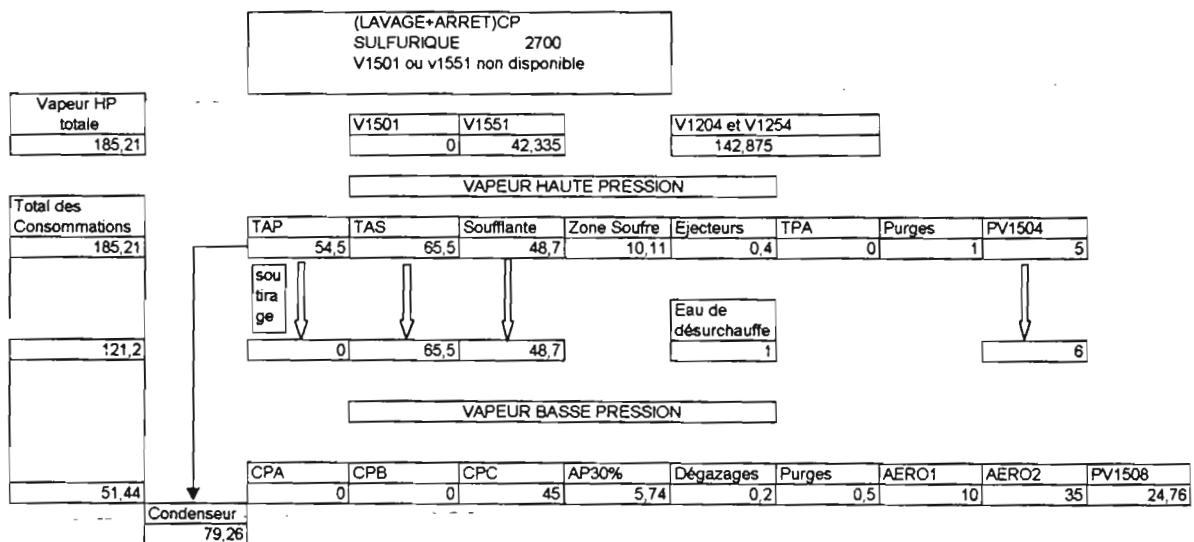 (LAVAGE+ARRET)CP
SULFURIQUE 2700
V1501 ou v1551 non disponible
Vapeur HP
totale
185,21
V1501 V1551 V1204 et V1254
0 42,335 142,875
VAPEUR HAUTE PRESSION
Total des
Consommations
TAP TAS Soufflante Zone Soufre Ejecteurs TPA Purges PV1504
185,21 54,5 65,5 48,7 10,11 0,4 0 1 5
sou
tira
ge
Eau de
désurchauffe
121,2 0 65,5 48,7 1 6
VAPEUR BASSE PRESSION
CPA CPB CPC AP30% Dégazages Purges AERO1 AERO2 PV1508
51,44 0 0 45 5,74 0,2 0,5 10 35 24,76
Condenseur
79,26